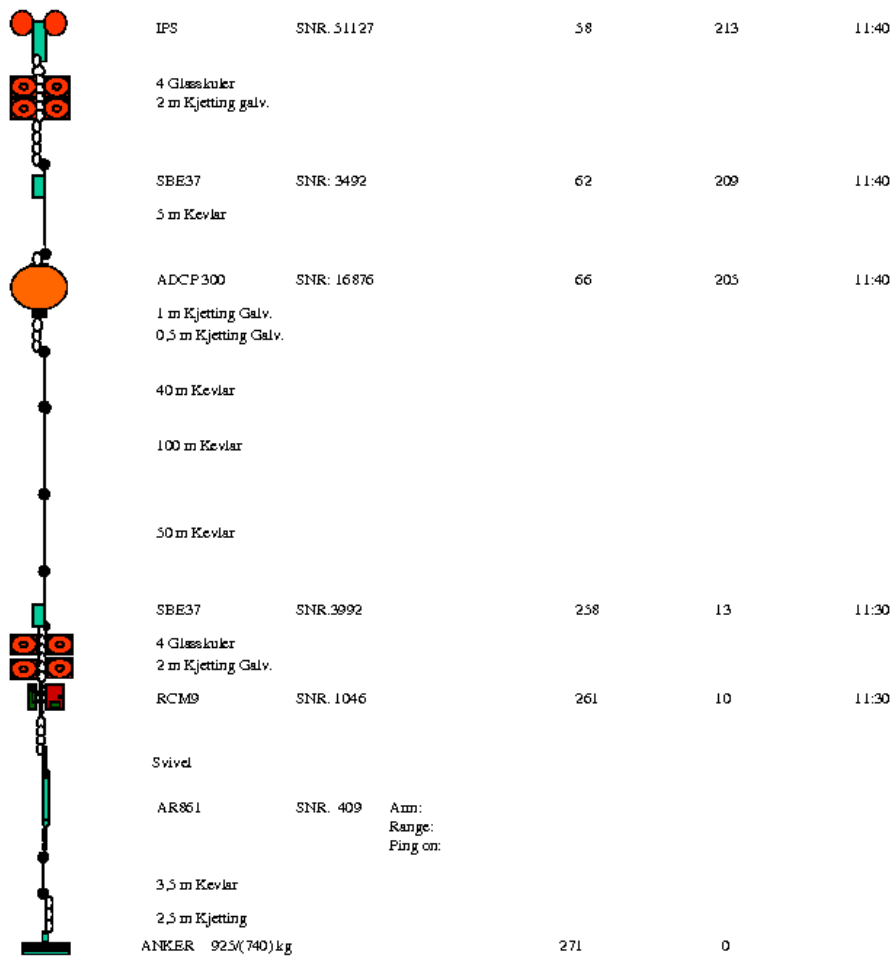 IPS SNR. 51127 58 213 11:40
4 Glasskuler
2 m Kjetting galv.
SBE37 SNR: 3492 62 209 11:40
5 m Kevlar
ADCP300 SNR: 16876 66 205 11:40
1 m Kjetting Galv.
0,5 m Kjetting Galv.
40 m Kevlar
100 m Kevlar
50 m Kevlar
SBE37 SNR.3992 258 13 11:30
4 Glasskuler
2 m Kjetting Galv.
RCM9 SNR. 1046 261 10 11:30
Svivel
AR861 SNR. 409 Arm:
Range:
Ping on:
3,5 m Kevlar
2,5 m Kjetting
ANKER 925/(740) kg 271 0